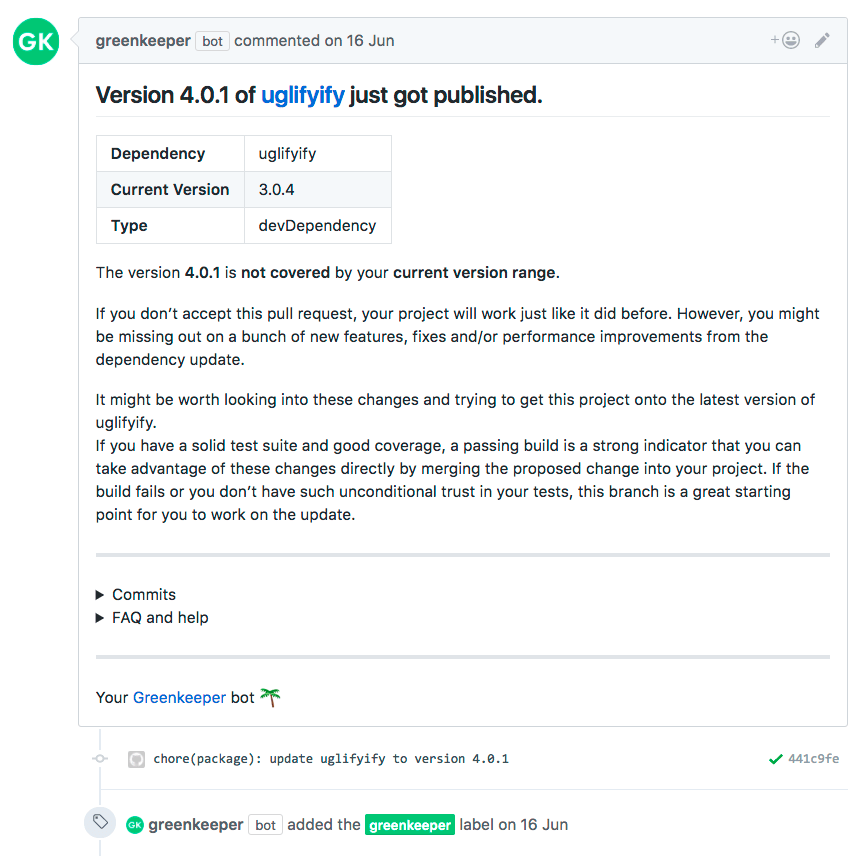 GK
greenkeeper bot commented on 16 Jun
Version 4.0.1 of uglifyify just got published.
Dependency uglifyify
Current Version 3.0.4
Type devDependency
The version 4.0.1 is not covered by your current version range.
If you don’t accept this pull request, your project will work just like it did before. However, you might
be missing out on a bunch of new features, fixes and/or performance improvements from the
dependency update.
It might be worth looking into these changes and trying to get this project onto the latest version of
uglifyify.
If you have a solid test suite and good coverage, a passing build is a strong indicator that you can
take advantage of these changes directly by merging the proposed change into your project. If the
build fails or you don’t have such unconditional trust in your tests, this branch is a great starting
point for you to work on the update.
Commits
FAQ and help
Your Greenkeeper bot 🌴
chore(package): update uglifyify to version 4.0.1 441c9fe
GK greenkeeper bot added the greenkeeper label on 16 Jun